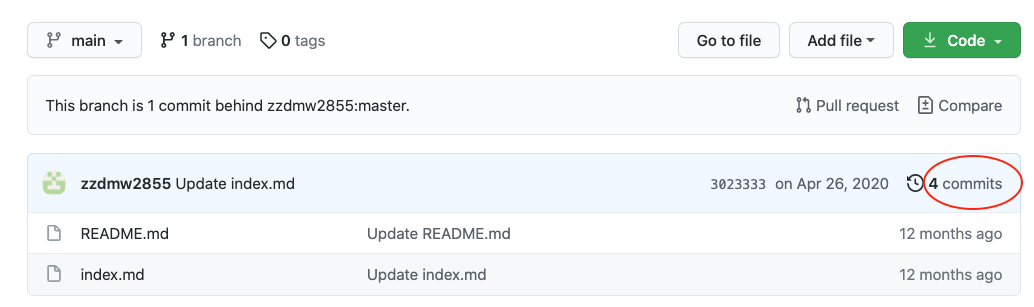 main 1 branch 0 tags Go to file Add file Code
This branch is 1 commit behind zzdmw2855:master. Pull request Compare
zzdmw2855 Update index.md 3023333 on Apr 26, 2020 4 commits
README.md Update README.md 12 months ago
index.md Update index.md 12 months ago